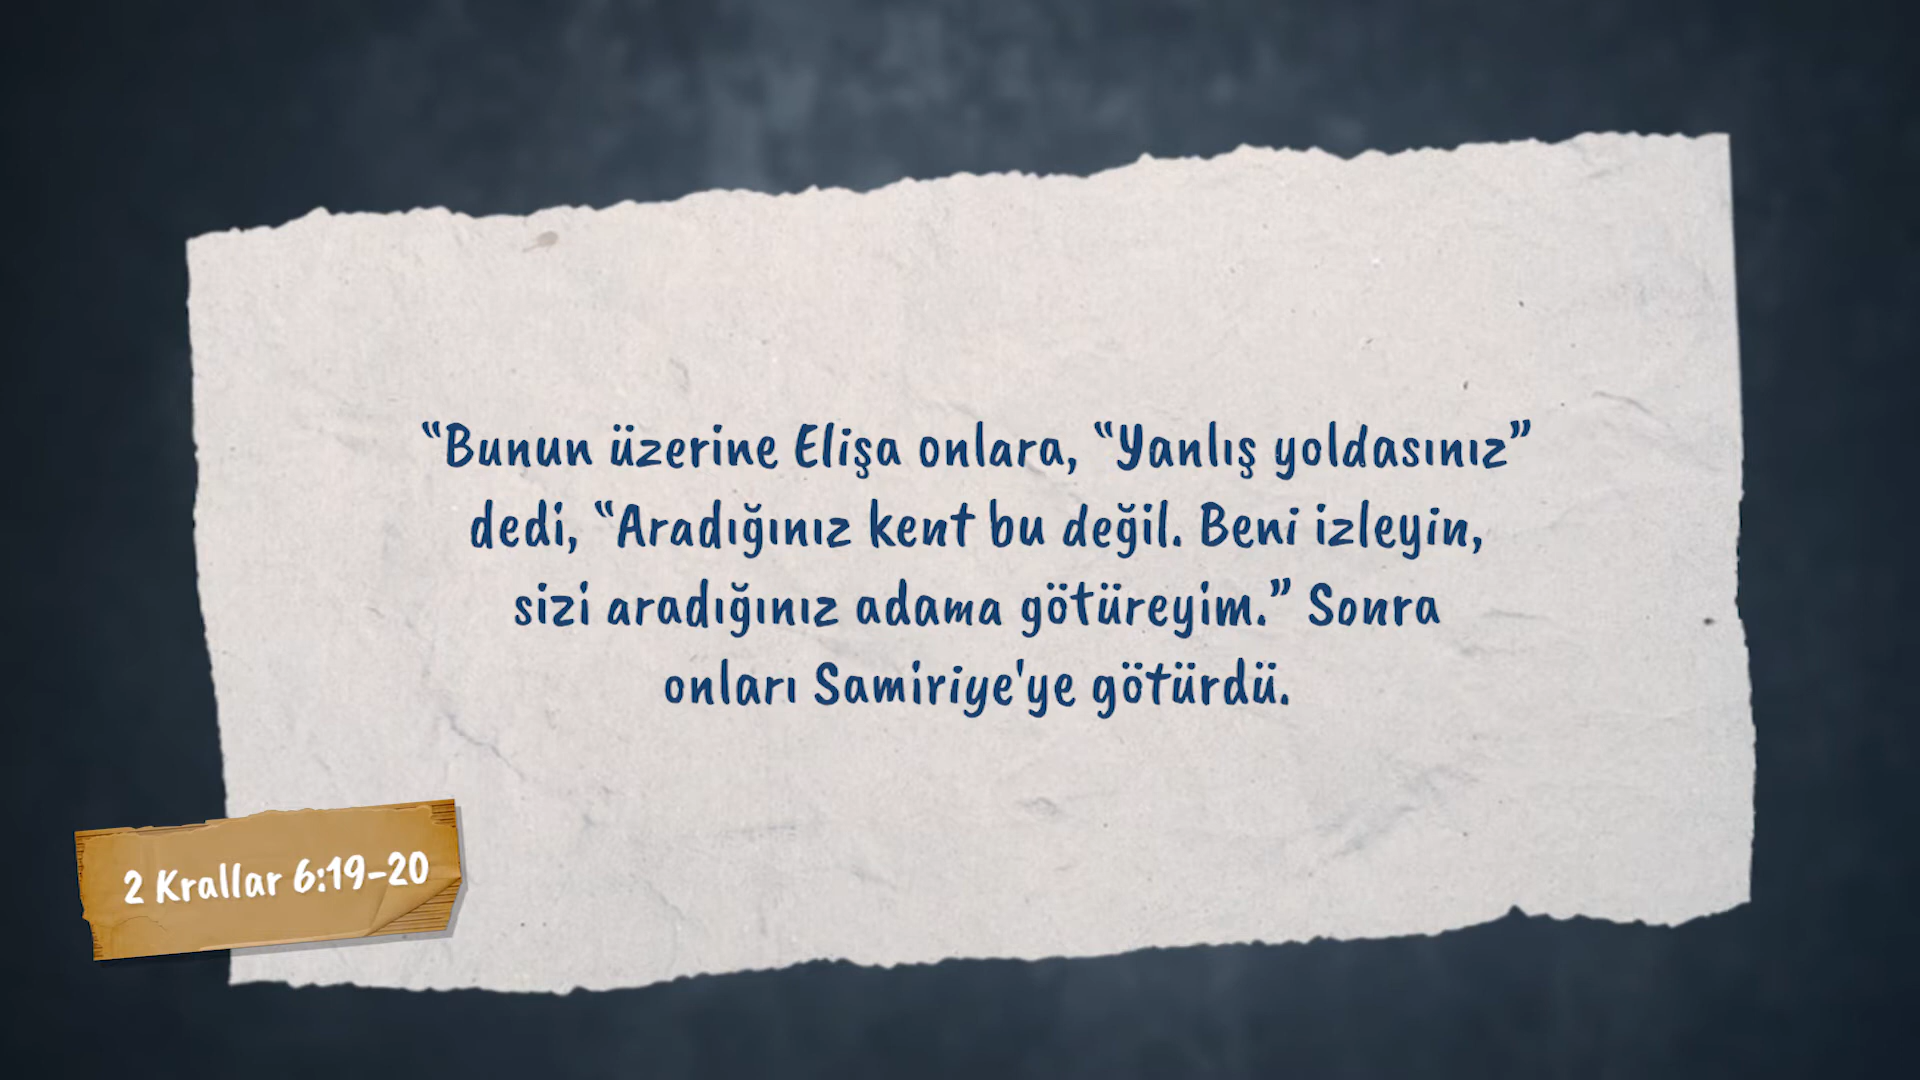 “Bunun üzerine Elişa onlara, “Yanlış yoldasınız”
dedi, “Aradığınız kent bu değil. Beni izleyin,
sizi aradığınız adama götüreyim.” Sonra
onları Samiriye'ye götürdü.
2 Krallar 6:19-20